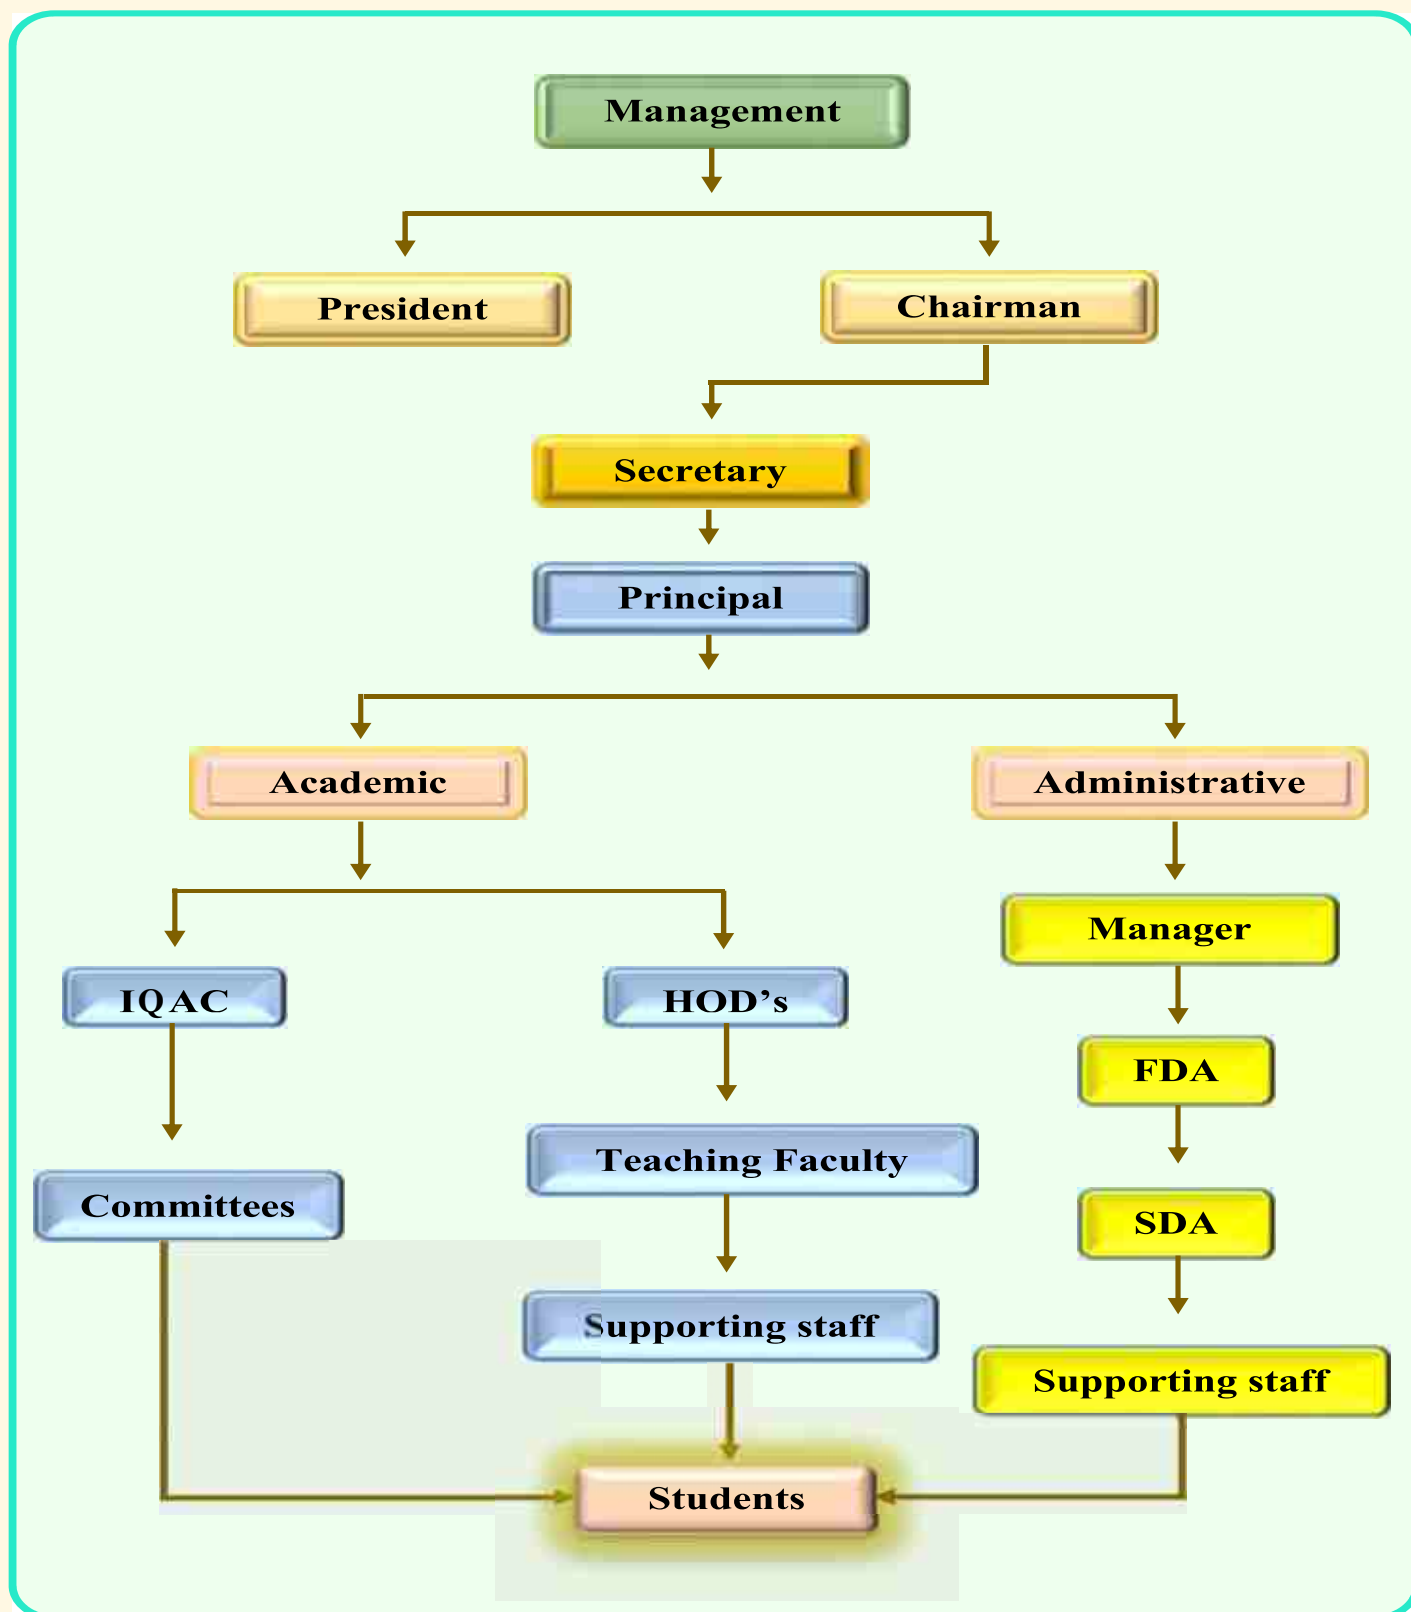 Management
President
Chairman
Secretary
Principal
Academic
Administrative
Manager
IQAC
HOD’s
FDA
Teaching Faculty
Committees
SDA
Supporting staff
Supporting staff
Students